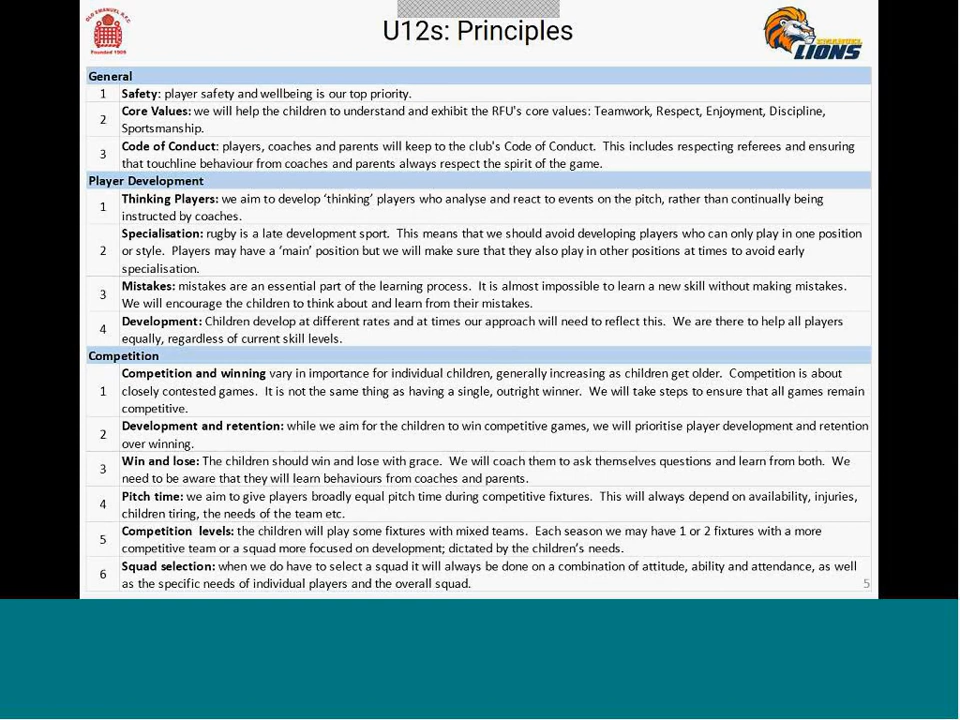 OLD EMANUEL R.F.C.
Founded 1909
U12s: Principles
EMANUEL
LIONS
General
1 Safety: player safety and wellbeing is our top priority.
2 Core Values: we will help the children to understand and exhibit the RFU's core values: Teamwork, Respect, Enjoyment, Discipline,
Sportsmanship.
3 Code of Conduct: players, coaches and parents will keep to the club's Code of Conduct. This includes respecting referees and ensuring
that touchline behaviour from coaches and parents always respect the spirit of the game.
Player Development
1 Thinking Players: we aim to develop ‘thinking’ players who analyse and react to events on the pitch, rather than continually being
instructed by coaches.
2 Specialisation: rugby is a late development sport. This means that we should avoid developing players who can only play in one position
or style. Players may have a ‘main’ position but we will make sure that they also play in other positions at times to avoid early
specialisation.
3 Mistakes: mistakes are an essential part of the learning process. It is almost impossible to learn a new skill without making mistakes.
We will encourage the children to think about and learn from their mistakes.
4 Development: Children develop at different rates and at times our approach will need to reflect this. We are there to help all players
equally, regardless of current skill levels.
Competition
1 Competition and winning vary in importance for individual children, generally increasing as children get older. Competition is about
closely contested games. It is not the same thing as having a single, outright winner. We will take steps to ensure that all games remain
competitive.
2 Development and retention: while we aim for the children to win competitive games, we will prioritise player development and retention
over winning.
3 Win and lose: The children should win and lose with grace. We will coach them to ask themselves questions and learn from both. We
need to be aware that they will learn behaviours from coaches and parents.
4 Pitch time: we aim to give players broadly equal pitch time during competitive fixtures. This will always depend on availability, injuries,
children tiring, the needs of the team etc.
5 Competition levels: the children will play some fixtures with mixed teams. Each season we may have 1 or 2 fixtures with a more
competitive team or a squad more focused on development; dictated by the children’s needs.
6 Squad selection: when we do have to select a squad it will always be done on a combination of attitude, ability and attendance, as well
as the specific needs of individual players and the overall squad.
5